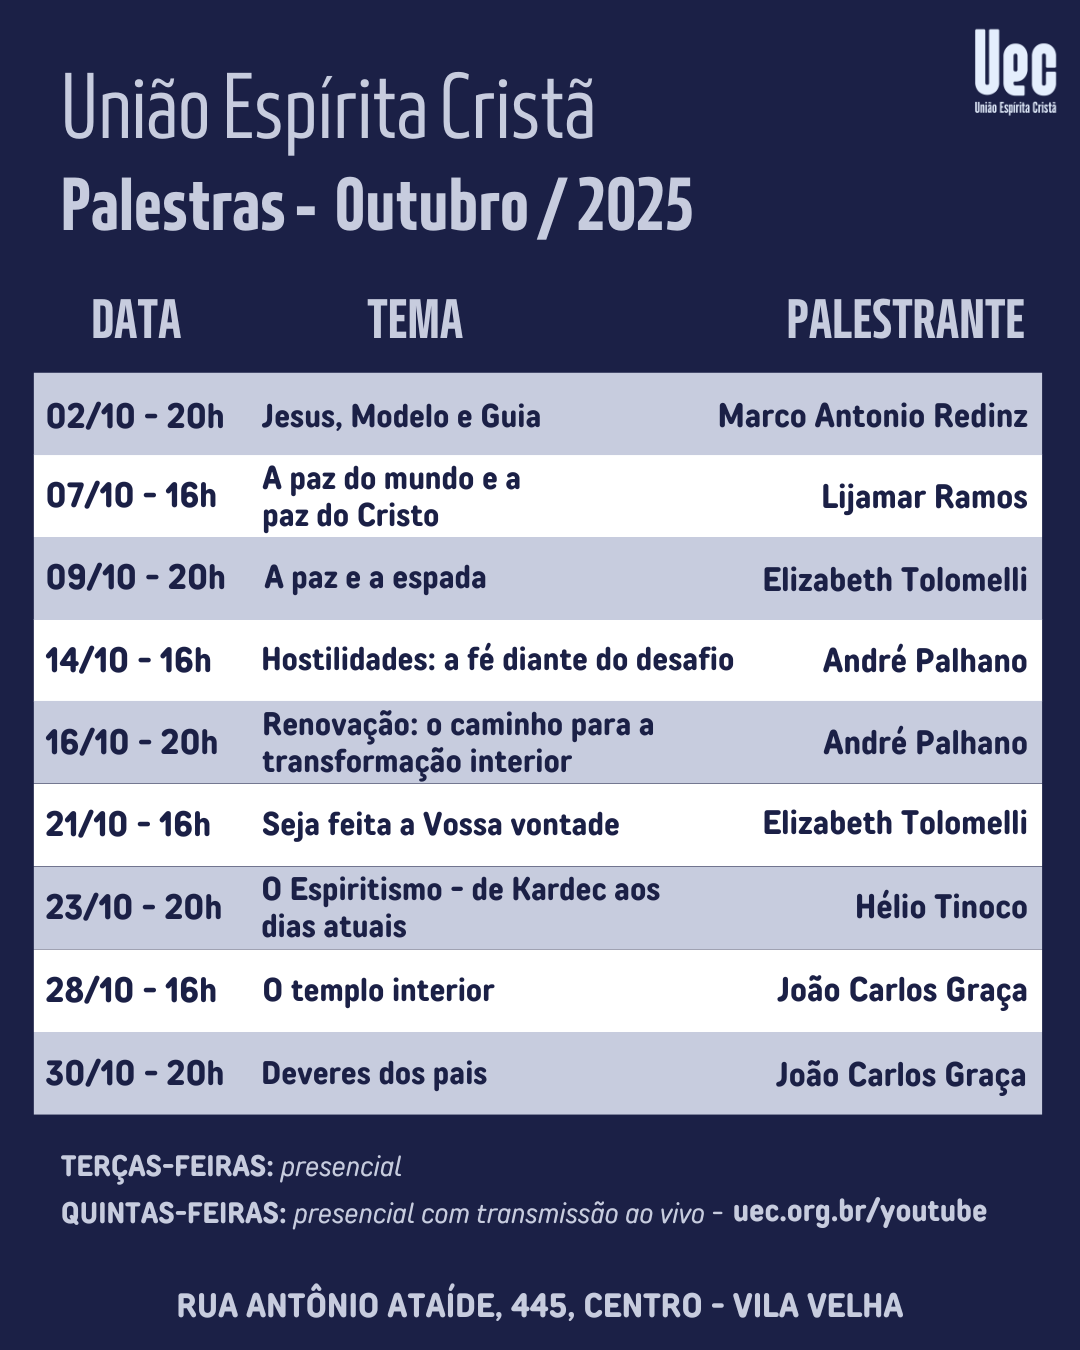 Uec
União Espírita Cristã
União Espírita Cristã
Palestras - Outubro / 2025
DATA TEMA PALESTRANTE
02/10 - 20h Jesus, Modelo e Guia Marco Antonio Redinz
07/10 - 16h A paz do mundo e a
paz do Cristo Lijamar Ramos
09/10 - 20h A paz e a espada Elizabeth Tolomelli
14/10 - 16h Hostilidades: a fé diante do desafio André Palhano
16/10 - 20h Renovação: o caminho para a
transformação interior André Palhano
21/10 - 16h Seja feita a Vossa vontade Elizabeth Tolomelli
23/10 - 20h O Espiritismo - de Kardec aos
dias atuais Hélio Tinoco
28/10 - 16h O templo interior João Carlos Graça
30/10 - 20h Deveres dos pais João Carlos Graça
TERÇAS-FEIRAS: presencial
QUINTAS-FEIRAS: presencial com transmissão ao vivo - uec.org.br/youtube
RUA ANTÔNIO ATAÍDE, 445, CENTRO - VILA VELHA